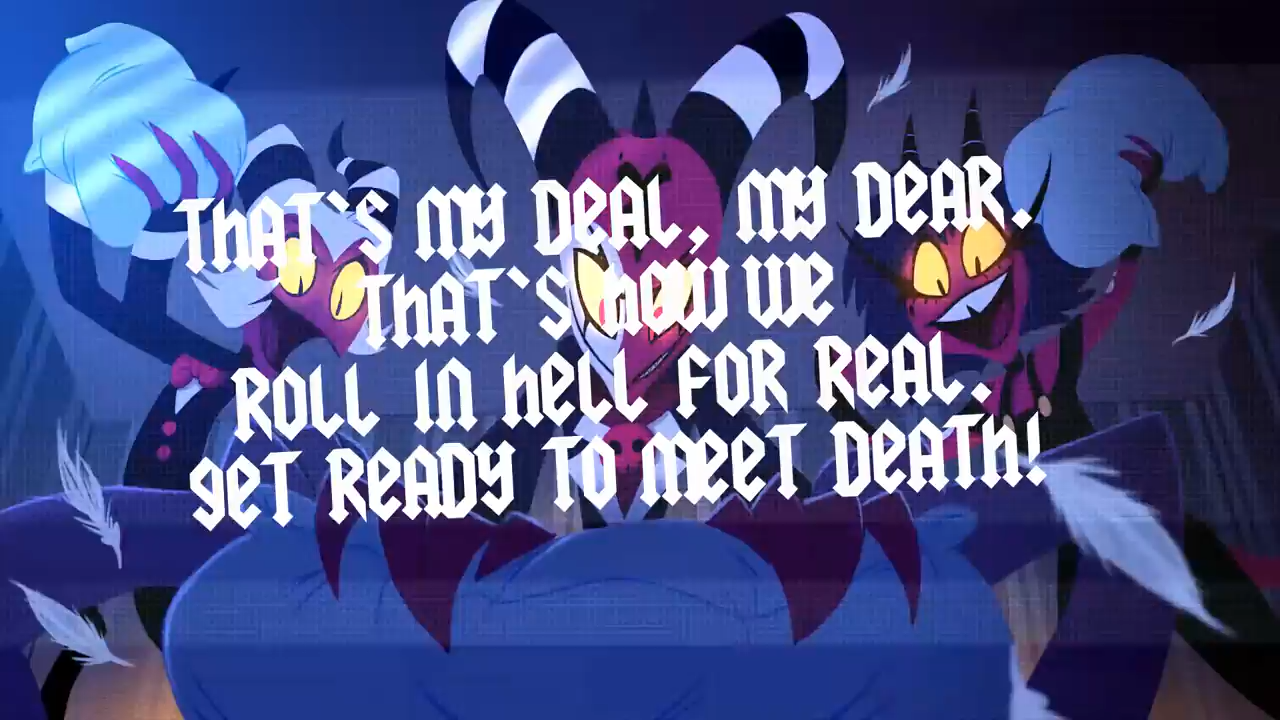 THAT`S MY DEAL, MY DEAR.
THAT`S HOW WE
ROLL IN HELL FOR REAL.
GET READY TO MEET DEATH!